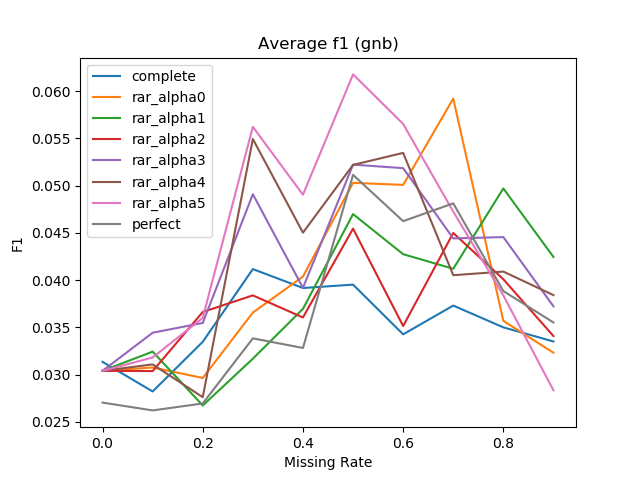 Average f1 (gnb)
complete
rar_alpha0
rar_alpha1
rar_alpha2
rar_alpha3
rar_alpha4
rar_alpha5
perfect
0.060
0.055
0.050
0.045
0.040
0.035
0.030
0.025
F1
0.0 0.2 0.4 0.6 0.8
Missing Rate